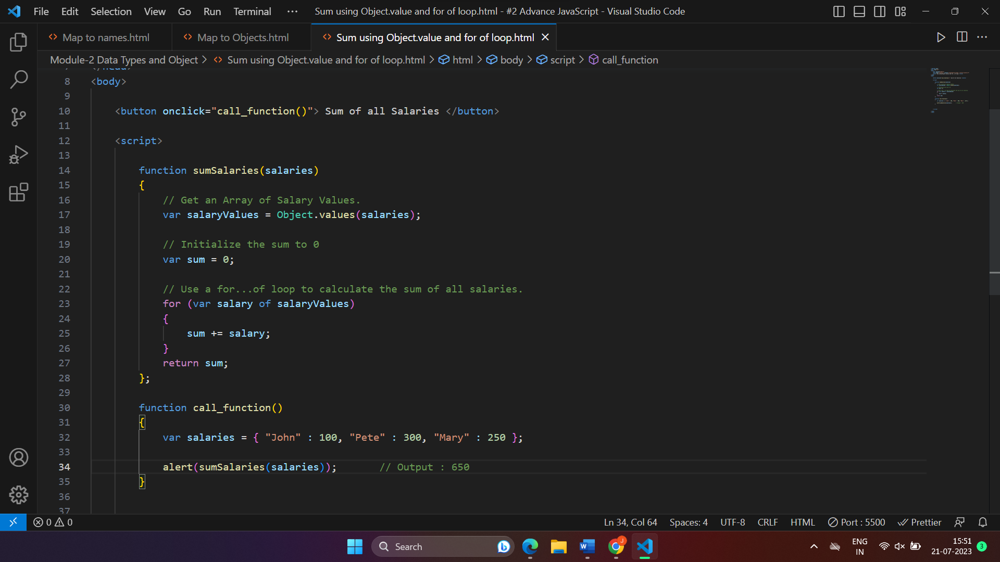 File Edit Selection View Go Run Terminal ··· Sum using Object.value and for of loop.html - #2 Advance JavaScript - Visual Studio Code
Map to names.html Map to Objects.html Sum using Object.value and for of loop.html
Module-2 Data Types and Object > Sum using Object.value and for of loop.html > html > body > script > call_function
7 </head>
8 <body>
9
10 <button onclick="call_function()"> Sum of all Salaries </button>
11
12 <script>
13
14 function sumSalaries(salaries)
15 {
16 // Get an Array of Salary Values.
17 var salaryValues = Object.values(salaries);
18
19 // Initialize the sum to 0
20 var sum = 0;
21
22 // Use a for...of loop to calculate the sum of all salaries.
23 for (var salary of salaryValues)
24 {
25 sum += salary;
26 }
27 return sum;
28 };
29
30 function call_function()
31 {
32 var salaries = { "John" : 100, "Pete" : 300, "Mary" : 250 };
33
34 alert(sumSalaries(salaries)); // Output : 650
35 }
36
37
0 0 Ln 34, Col 64 Spaces: 4 UTF-8 CRLF HTML Port : 5500 Prettier
Search W J ENG 15:51
IN 21-07-2023 3